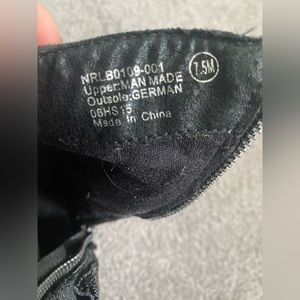 NRLB0109-001
Upper:MAN MADE
Outsole:GERMAN
08HS15
Made in China
7.5M